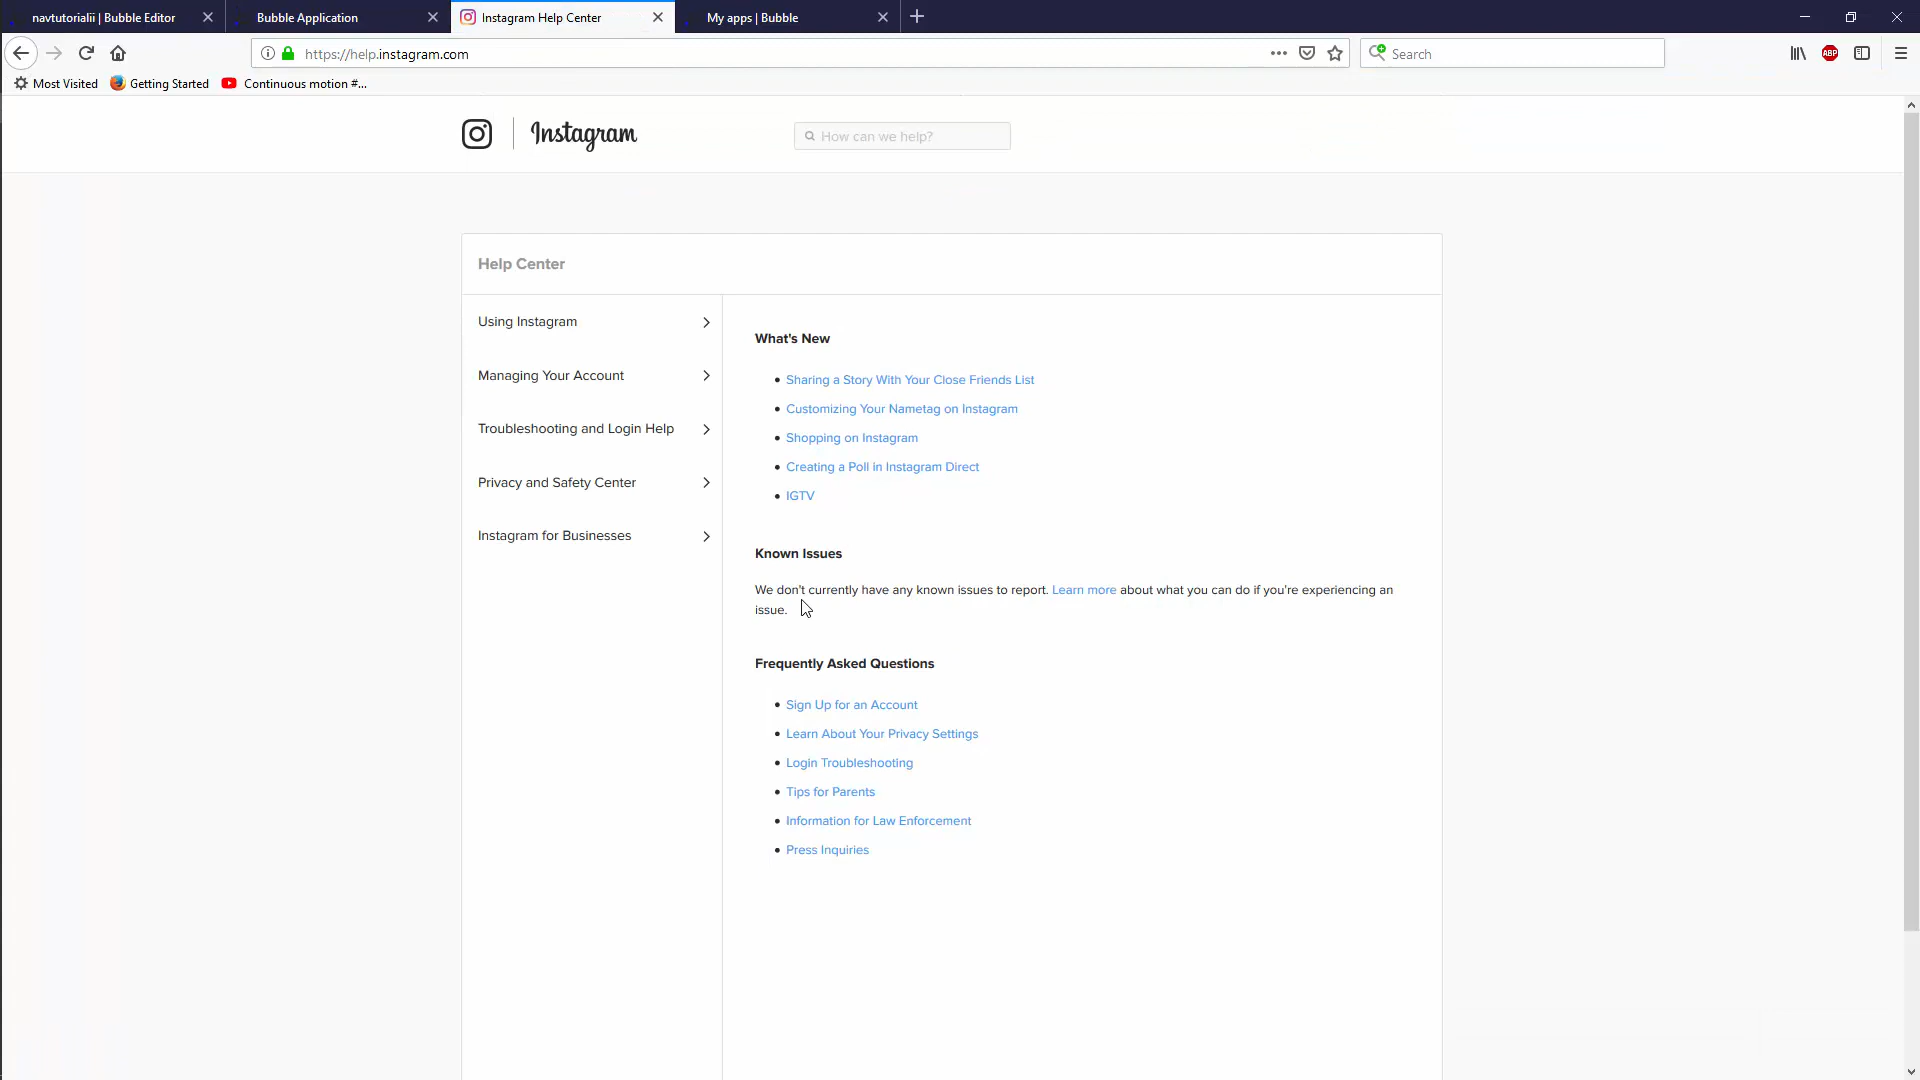 navtutorialii | Bubble Editor
Bubble Application
Instagram Help Center
My apps | Bubble
https://help.instagram.com
Search
ABP
Most Visited
Getting Started
Continuous motion #...
Instagram
How can we help?
Help Center
Using Instagram
Managing Your Account
Troubleshooting and Login Help
Privacy and Safety Center
Instagram for Businesses
What's New
Sharing a Story With Your Close Friends List
Customizing Your Nametag on Instagram
Shopping on Instagram
Creating a Poll in Instagram Direct
IGTV
Known Issues
We don't currently have any known issues to report. Learn more about what you can do if you're experiencing an
issue.
Frequently Asked Questions
Sign Up for an Account
Learn About Your Privacy Settings
Login Troubleshooting
Tips for Parents
Information for Law Enforcement
Press Inquiries